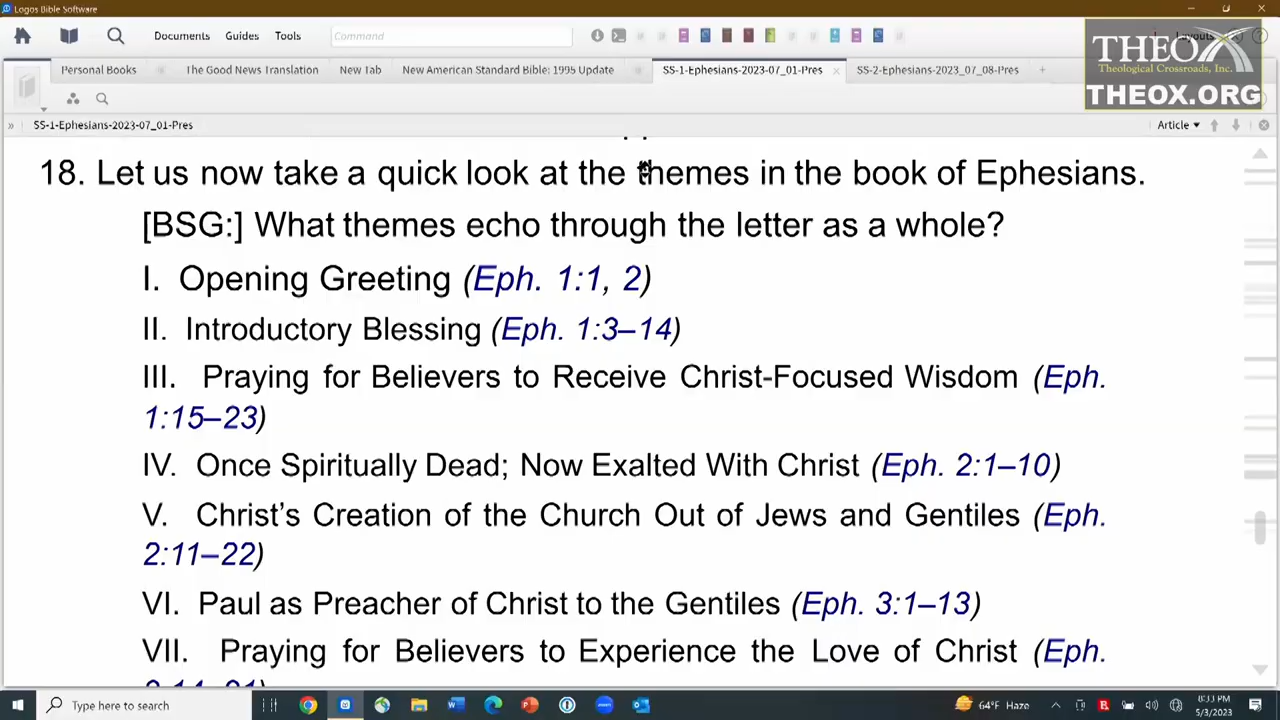 Logos Bible Software
Documents Guides Tools Command
THEOX
Theological Crossroads, Inc.
THEOX.ORG
Personal Books The Good News Translation New Tab SS-1-Ephesians-2023-07_01-Pres SS-2-Ephesians-2023_07_08-Pres
SS-1-Ephesians-2023-07_01-Pres Article
18. Let us now take a quick look at the themes in the book of Ephesians.
[BSG:] What themes echo through the letter as a whole?
I. Opening Greeting (Eph. 1:1, 2)
II. Introductory Blessing (Eph. 1:3–14)
III. Praying for Believers to Receive Christ-Focused Wisdom (Eph.
1:15–23)
IV. Once Spiritually Dead; Now Exalted With Christ (Eph. 2:1–10)
V. Christ’s Creation of the Church Out of Jews and Gentiles (Eph.
2:11–22)
VI. Paul as Preacher of Christ to the Gentiles (Eph. 3:1–13)
VII. Praying for Believers to Experience the Love of Christ (Eph.
Type here to search
64°F Haze
8:33 PM
5/3/2023